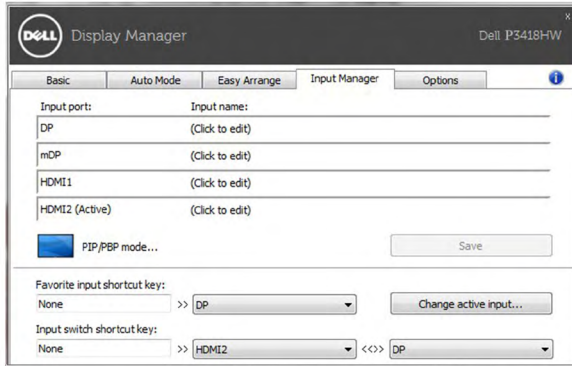 DELL Display Manager Dell P3418HW x
Basic Auto Mode Easy Arrange Input Manager Options i
Input port: Input name:
DP (Click to edit)
mDP (Click to edit)
HDMI1 (Click to edit)
HDMI2 (Active) (Click to edit)
PIP/PBP mode... Save
Favorite input shortcut key:
None >> DP Change active input...
Input switch shortcut key:
None >> HDMI2 <<>> DP